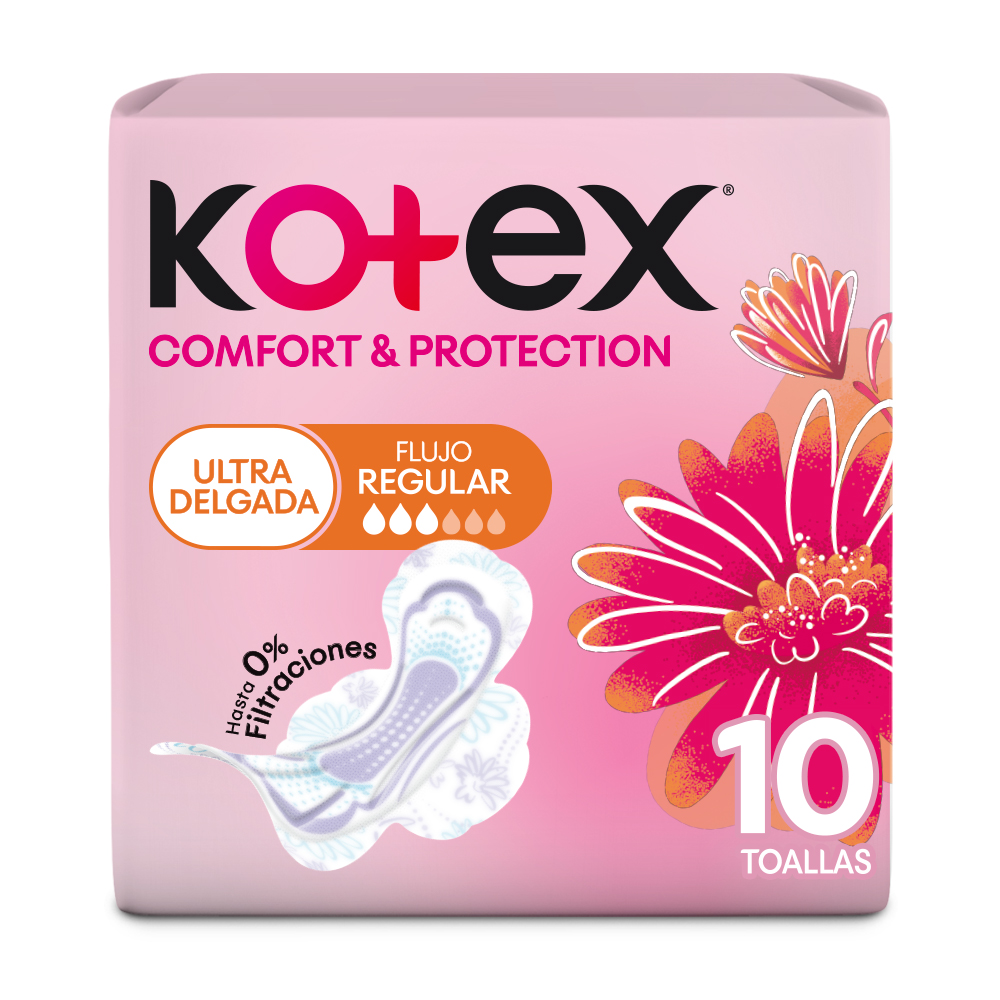 Kotex®
COMFORT & PROTECTION
ULTRA
DELGADA
FLUJO
REGULAR
Hasta 0%
Filtraciones
10
TOALLAS